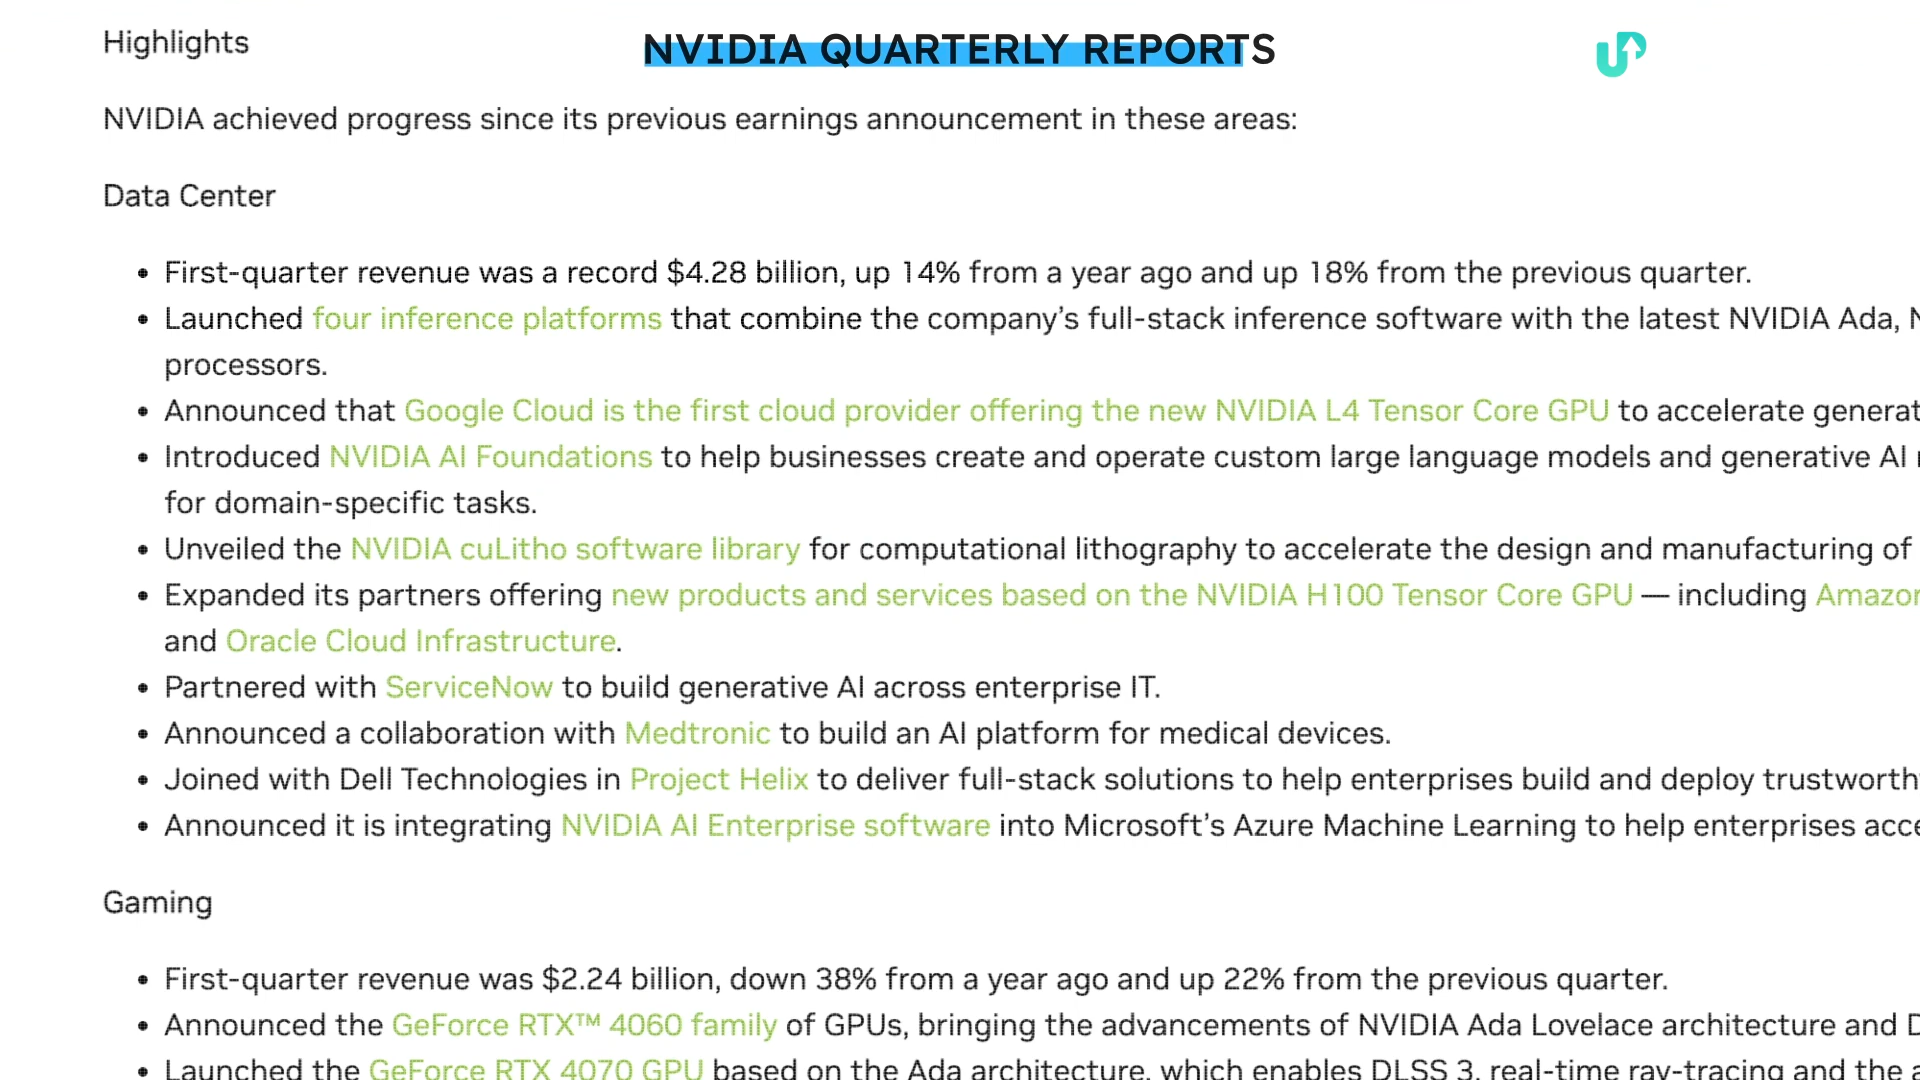 Highlights
NVIDIA QUARTERLY REPORTS
UP
NVIDIA achieved progress since its previous earnings announcement in these areas:
Data Center
• First-quarter revenue was a record $4.28 billion, up 14% from a year ago and up 18% from the previous quarter.
• Launched four inference platforms that combine the company’s full-stack inference software with the latest NVIDIA Ada, N
processors.
• Announced that Google Cloud is the first cloud provider offering the new NVIDIA L4 Tensor Core GPU to accelerate generat
• Introduced NVIDIA AI Foundations to help businesses create and operate custom large language models and generative AI
for domain-specific tasks.
• Unveiled the NVIDIA cuLitho software library for computational lithography to accelerate the design and manufacturing of
• Expanded its partners offering new products and services based on the NVIDIA H100 Tensor Core GPU — including Amazon
and Oracle Cloud Infrastructure.
• Partnered with ServiceNow to build generative AI across enterprise IT.
• Announced a collaboration with Medtronic to build an AI platform for medical devices.
• Joined with Dell Technologies in Project Helix to deliver full-stack solutions to help enterprises build and deploy trustworth
• Announced it is integrating NVIDIA AI Enterprise software into Microsoft’s Azure Machine Learning to help enterprises acce
Gaming
• First-quarter revenue was $2.24 billion, down 38% from a year ago and up 22% from the previous quarter.
• Announced the GeForce RTX™ 4060 family of GPUs, bringing the advancements of NVIDIA Ada Lovelace architecture and D
• Launched the GeForce RTX 4070 GPU based on the Ada architecture, which enables DLSS 3, real-time ray-tracing and the a